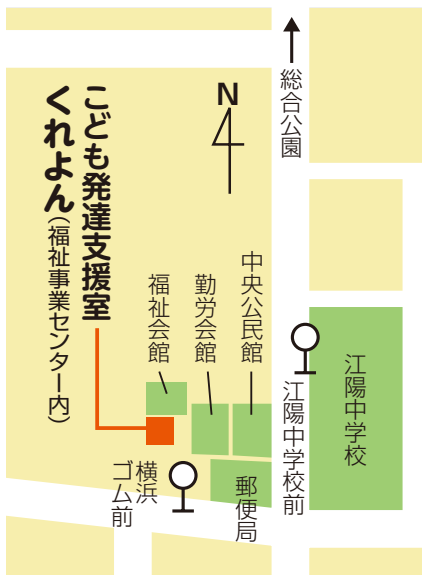 総合公園
N
こども発達支援室
くれよん（福祉事業センター内）
中央公民館
勤労会館
福祉会館
江陽中学校
江陽中学校前
横浜
ゴム前
郵便局